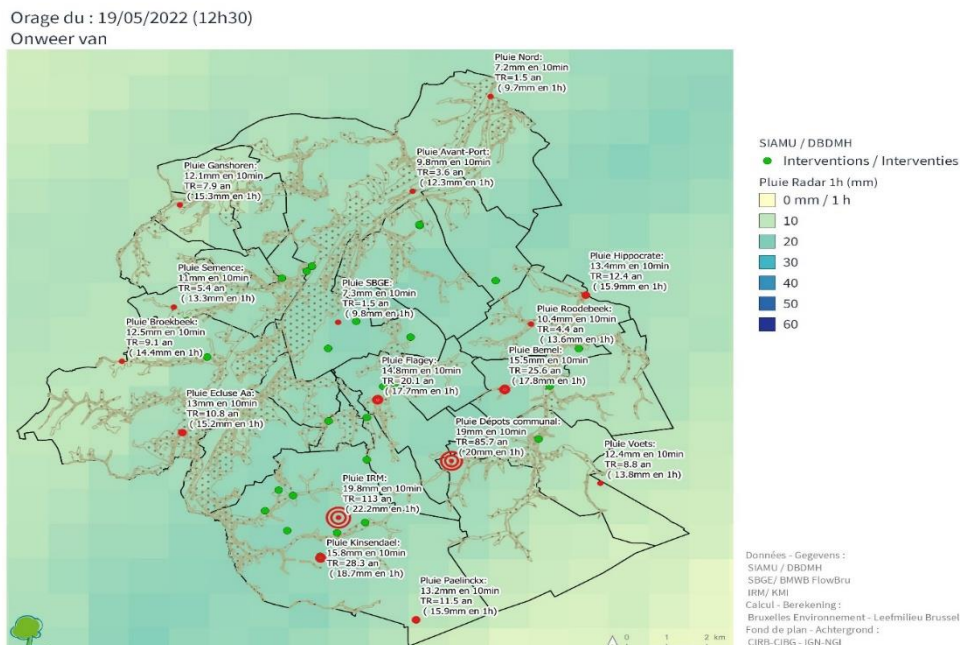 Orage du : 19/05/2022 (12h30)
Onweer van
Pluie Nord:
7.2mm en 10min
TR=1.5 an
( 9.7mm en 1h)
Pluie Avant-Port:
9.8mm en 10min
TR=3.6 an
( 12.3mm en 1h)
Pluie Ganshoren:
12.1mm en 10min
TR=7.9 an
( 15.3mm en 1h)
Pluie Semence:
11mm en 10min
TR=5.4 an
( 13.3mm en 1h)
Pluie SBGE:
7.3mm en 10min
TR=1.5 an
( 9.8mm en 1h)
Pluie Hippocrate:
13.4mm en 10min
TR=12.4 an
( 15.9mm en 1h)
Pluie Roodebeek:
10.4mm en 10min
TR=4.4 an
( 13.6mm en 1h)
Pluie Broekbeek:
12.5mm en 10min
TR=9.1 an
( 14.4mm en 1h)
Pluie Bemel:
15.5mm en 10min
TR=25.6 an
( 17.8mm en 1h)
Pluie Flagey:
14.8mm en 10min
TR=20.1 an
( 17.7mm en 1h)
Pluie Ecluse Aa:
13mm en 10min
TR=10.8 an
( 15.2mm en 1h)
Pluie Dépots communal:
19mm en 10min
TR=85.7 an
( 20mm en 1h)
Pluie Voets:
12.4mm en 10min
TR=8.8 an
( 13.8mm en 1h)
Pluie IRM:
19.8mm en 10min
TR=113 an
( 22.2mm en 1h)
Pluie Kinsendael:
15.8mm en 10min
TR=28.3 an
( 18.7mm en 1h)
Pluie Paelinckx:
13.2mm en 10min
TR=11.5 an
( 15.9mm en 1h)
0 1 2 km
SIAMU / DBDMH
Interventions / Interventies
Pluie Radar 1h (mm)
0 mm / 1 h
10
20
30
40
50
60
Données - Gegevens :
SIAMU / DBDMH
SBGE/ BMWB FlowBru
IRM/ KMI
Calcul - Berekening :
Bruxelles Environnement - Leefmilieu Brussel
Fond de plan - Achtergrond :
CIRB-CIBG - IGN-NGI